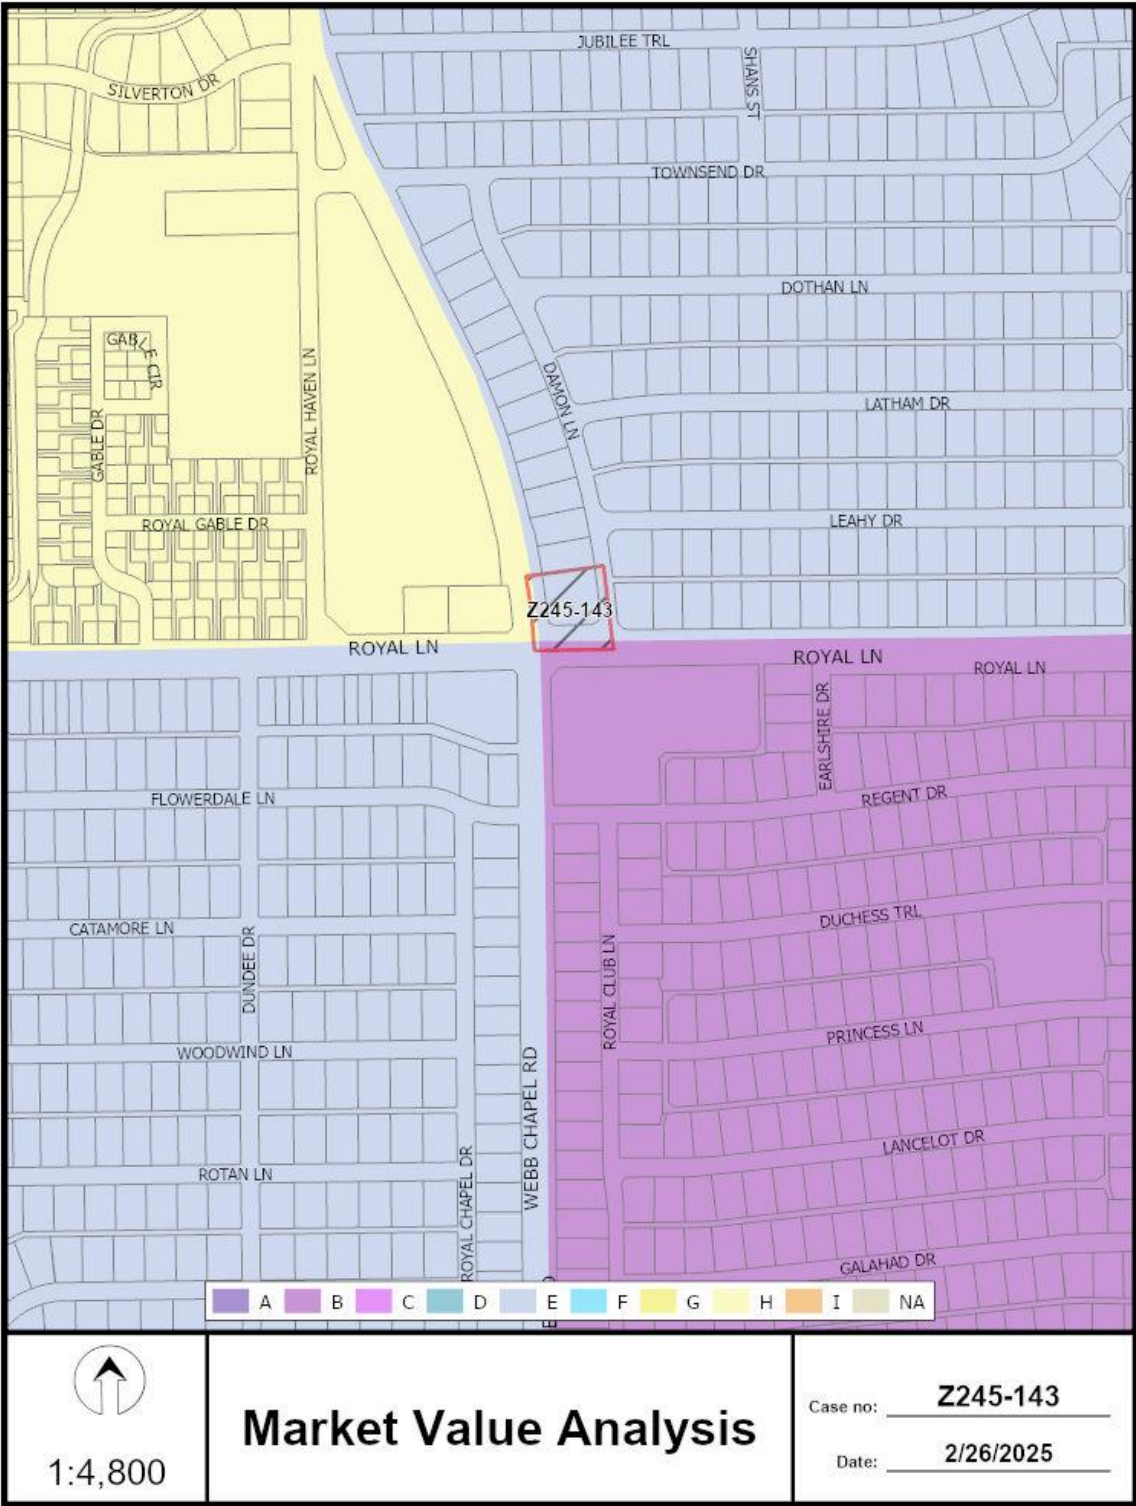 JUBILEE TRL
SHANS ST
SILVERTON DR
TOWNSEND DR
DOTHAN LN
GABLE CIR
DAMON LN
LATHAM DR
ROYAL HAVEN LN
GABLE DR
ROYAL GABLE DR
LEAHY DR
Z245-143
ROYAL LN
ROYAL LN
ROYAL LN
EARLSHIRE DR
FLOWERDALE LN
REGENT DR
CATAMORE LN
DUNDEE DR
DUCHESS TRL
ROYAL CLUB LN
PRINCESS LN
WOODWIND LN
WEBB CHAPEL RD
LANCELOT DR
ROTAN LN
ROYAL CHAPEL DR
GALAHAD DR
A B C D E F G H I NA
1:4,800
Market Value Analysis
Case no: Z245-143
Date: 2/26/2025